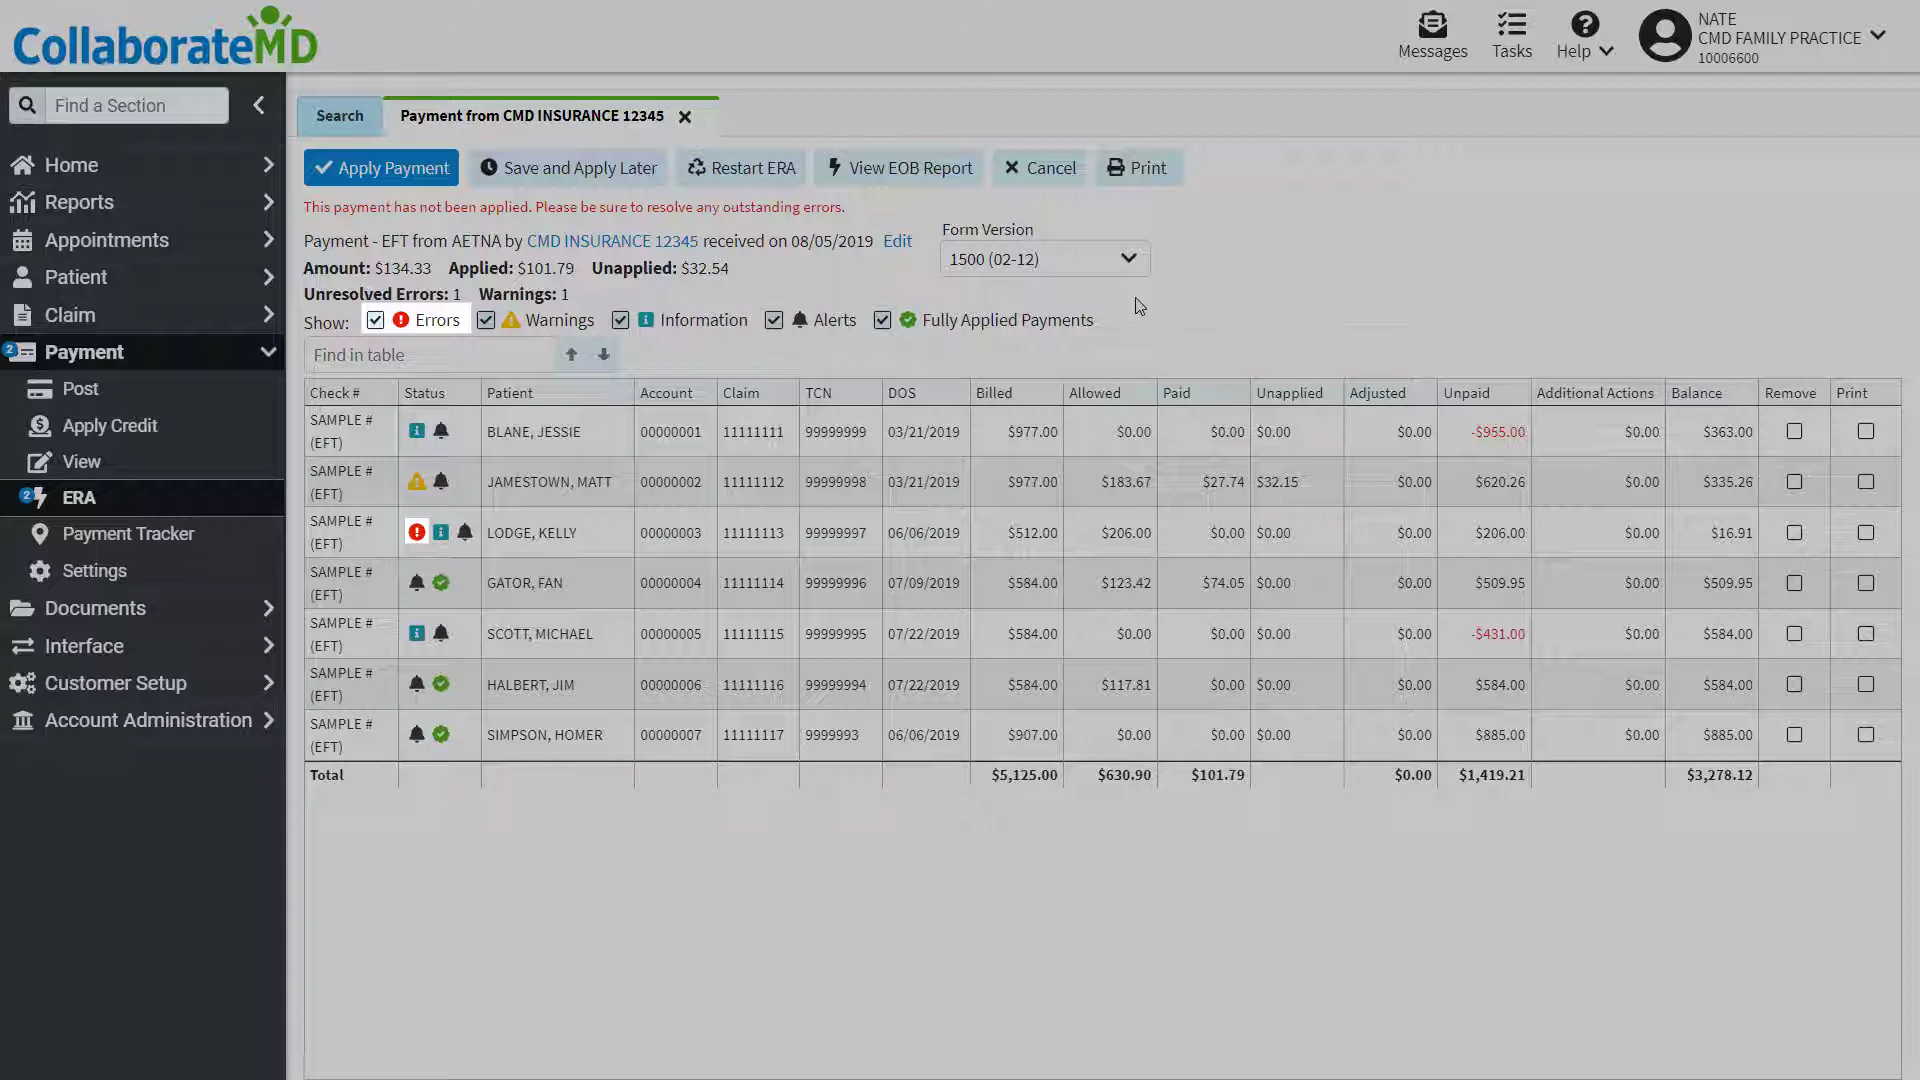 CollaborateMD
Messages
Tasks
Help
NATE
CMD FAMILY PRACTICE
10006600
Find a Section
Home
Reports
Appointments
Patient
Claim
2 Payment
Post
Apply Credit
View
2 ERA
Payment Tracker
Settings
Documents
Interface
Customer Setup
Account Administration
Search
Payment from CMD INSURANCE 12345
Apply Payment Save and Apply Later Restart ERA View EOB Report Cancel Print
This payment has not been applied. Please be sure to resolve any outstanding errors.
Payment - EFT from AETNA by CMD INSURANCE 12345 received on 08/05/2019 Edit
Form Version
1500 (02-12)
Amount: $134.33 Applied: $101.79 Unapplied: $32.54
Unresolved Errors: 1 Warnings: 1
Show: Errors Warnings Information Alerts Fully Applied Payments
Find in table
Check # Status Patient Account Claim TCN DOS Billed Allowed Paid Unapplied Adjusted Unpaid Additional Actions Balance Remove Print
SAMPLE #
(EFT) BLANE, JESSIE 00000001 11111111 99999999 03/21/2019 $977.00 $0.00 $0.00 $0.00 $0.00 -$955.00 $0.00 $363.00
SAMPLE #
(EFT) JAMESTOWN, MATT 00000002 11111112 99999998 03/21/2019 $977.00 $183.67 $27.74 $32.15 $0.00 $620.26 $0.00 $335.26
SAMPLE #
(EFT) LODGE, KELLY 00000003 11111113 99999997 06/06/2019 $512.00 $206.00 $0.00 $0.00 $0.00 $206.00 $0.00 $16.91
SAMPLE #
(EFT) GATOR, FAN 00000004 11111114 99999996 07/09/2019 $584.00 $123.42 $74.05 $0.00 $0.00 $509.95 $0.00 $509.95
SAMPLE #
(EFT) SCOTT, MICHAEL 00000005 11111115 99999995 07/22/2019 $584.00 $0.00 $0.00 $0.00 $0.00 -$431.00 $0.00 $584.00
SAMPLE #
(EFT) HALBERT, JIM 00000006 11111116 99999994 07/22/2019 $584.00 $117.81 $0.00 $0.00 $0.00 $584.00 $0.00 $584.00
SAMPLE #
(EFT) SIMPSON, HOMER 00000007 11111117 9999993 06/06/2019 $907.00 $0.00 $0.00 $0.00 $0.00 $885.00 $0.00 $885.00
Total $5,125.00 $630.90 $101.79 $0.00 $1,419.21 $3,278.12